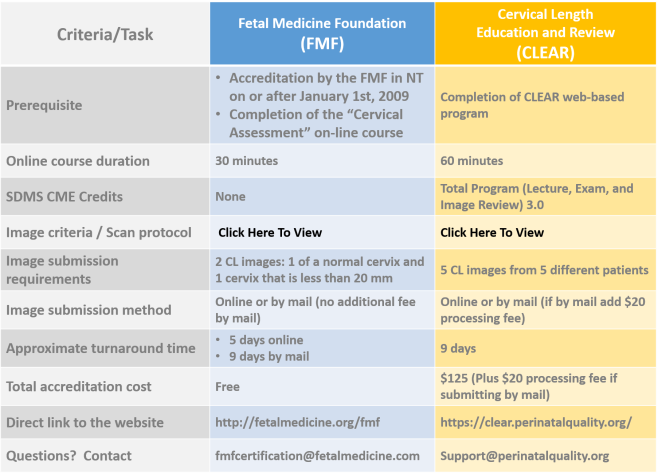 Criteria/Task
Fetal Medicine Foundation
(FMF)
Cervical Length
Education and Review
(CLEAR)
Prerequisite
• Accreditation by the FMF in NT
on or after January 1st, 2009
• Completion of the “Cervical
Assessment” on-line course
Completion of CLEAR web-based
program
Online course duration
30 minutes
60 minutes
SDMS CME Credits
None
Total Program (Lecture, Exam, and
Image Review) 3.0
Image criteria / Scan protocol
Click Here To View
Click Here To View
Image submission
requirements
2 CL images: 1 of a normal cervix and
1 cervix that is less than 20 mm
5 CL images from 5 different patients
Image submission method
Online or by mail (no additional fee
by mail)
Online or by mail (if by mail add $20
processing fee)
Approximate turnaround time
• 5 days online
• 9 days by mail
9 days
Total accreditation cost
Free
$125 (Plus $20 processing fee if
submitting by mail)
Direct link to the website
http://fetalmedicine.org/fmf
https://clear.perinatalquality.org/
Questions? Contact
fmfcertification@fetalmedicine.com
Support@perinatalquality.org